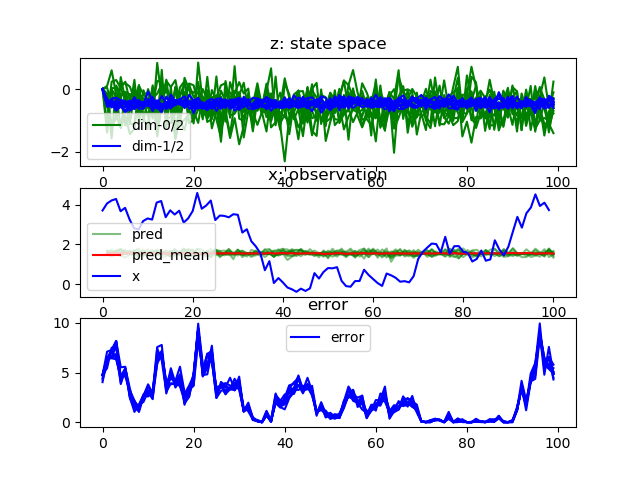 z: state space
0
−2
dim-0/2
dim-1/2
0 20 40 60 80 100
x: observation
4
2
0
pred
pred_mean
x
0 20 40 60 80 100
error
10
5
0
error
0 20 40 60 80 100